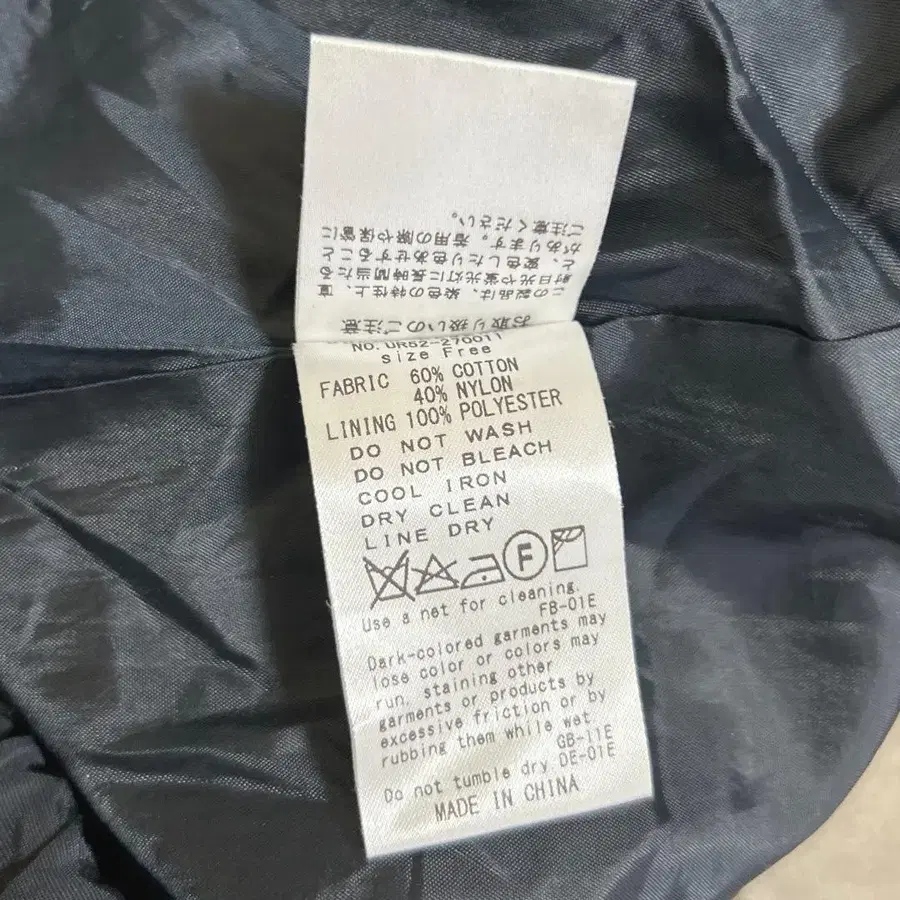 お取り扱いのご注意
この製品は、染色の特性上、直
射日光や蛍光灯に長時間当たる
と、変色したり色あせすること
があります。着用の際や保管に
ご注意ください。
NO. UR52-270011
size Free
FABRIC 60% COTTON
40% NYLON
LINING 100% POLYESTER
DO NOT WASH
DO NOT BLEACH
COOL IRON
DRY CLEAN
LINE DRY
F
Use a net for cleaning.
FB-01E
Dark-colored garments may
lose color or colors may
run, staining other
garments or products by
excessive friction or by
rubbing them while wet.
GB-11E
Do not tumble dry DE-01E
MADE IN CHINA